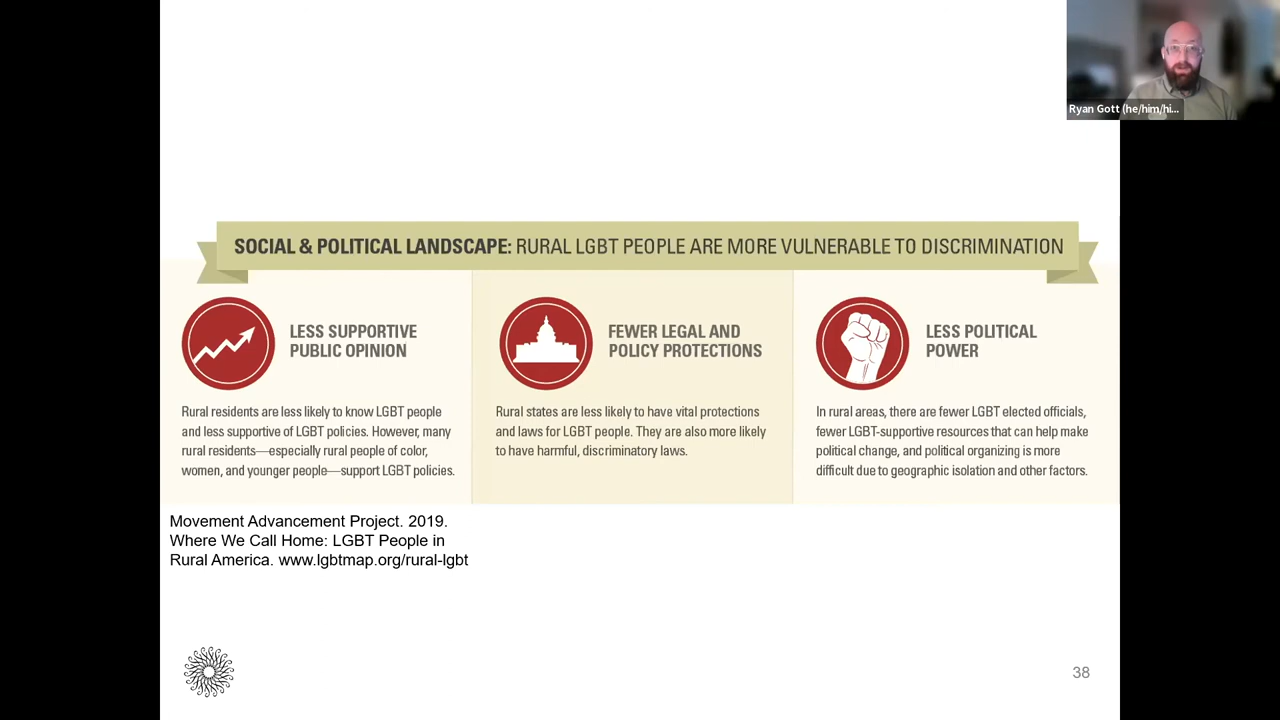 Ryan Gott (he/him/hi...
SOCIAL & POLITICAL LANDSCAPE: RURAL LGBT PEOPLE ARE MORE VULNERABLE TO DISCRIMINATION
LESS SUPPORTIVE
PUBLIC OPINION
Rural residents are less likely to know LGBT people
and less supportive of LGBT policies. However, many
rural residents—especially rural people of color,
women, and younger people—support LGBT policies.
FEWER LEGAL AND
POLICY PROTECTIONS
Rural states are less likely to have vital protections
and laws for LGBT people. They are also more likely
to have harmful, discriminatory laws.
LESS POLITICAL
POWER
In rural areas, there are fewer LGBT elected officials,
fewer LGBT-supportive resources that can help make
political change, and political organizing is more
difficult due to geographic isolation and other factors.
Movement Advancement Project. 2019.
Where We Call Home: LGBT People in
Rural America. www.lgbtmap.org/rural-lgbt
38